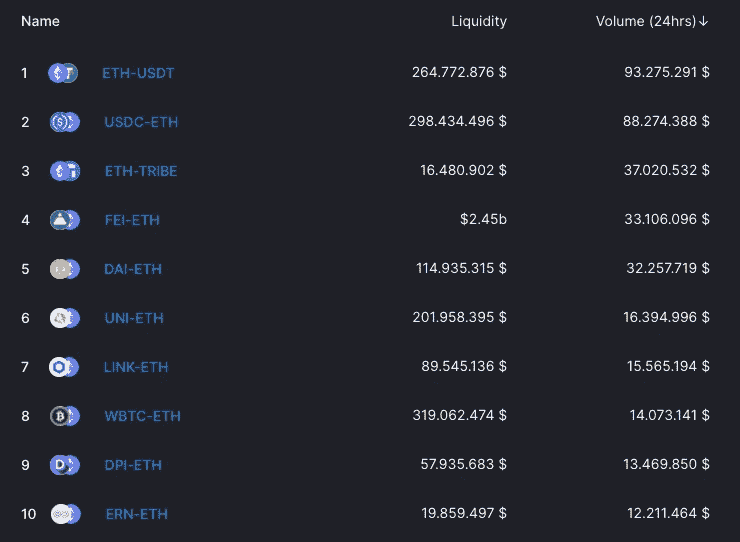 Name Liquidity Volume (24hrs)↓
1 ETH-USDT 264.772.876 $ 93.275.291 $
2 USDC-ETH 298.434.496 $ 88.274.388 $
3 ETH-TRIBE 16.480.902 $ 37.020.532 $
4 FEI-ETH $2.45b 33.106.096 $
5 DAI-ETH 114.935.315 $ 32.257.719 $
6 UNI-ETH 201.958.395 $ 16.394.996 $
7 LINK-ETH 89.545.136 $ 15.565.194 $
8 WBTC-ETH 319.062.474 $ 14.073.141 $
9 DPI-ETH 57.935.683 $ 13.469.850 $
10 ERN-ETH 19.859.497 $ 12.211.464 $